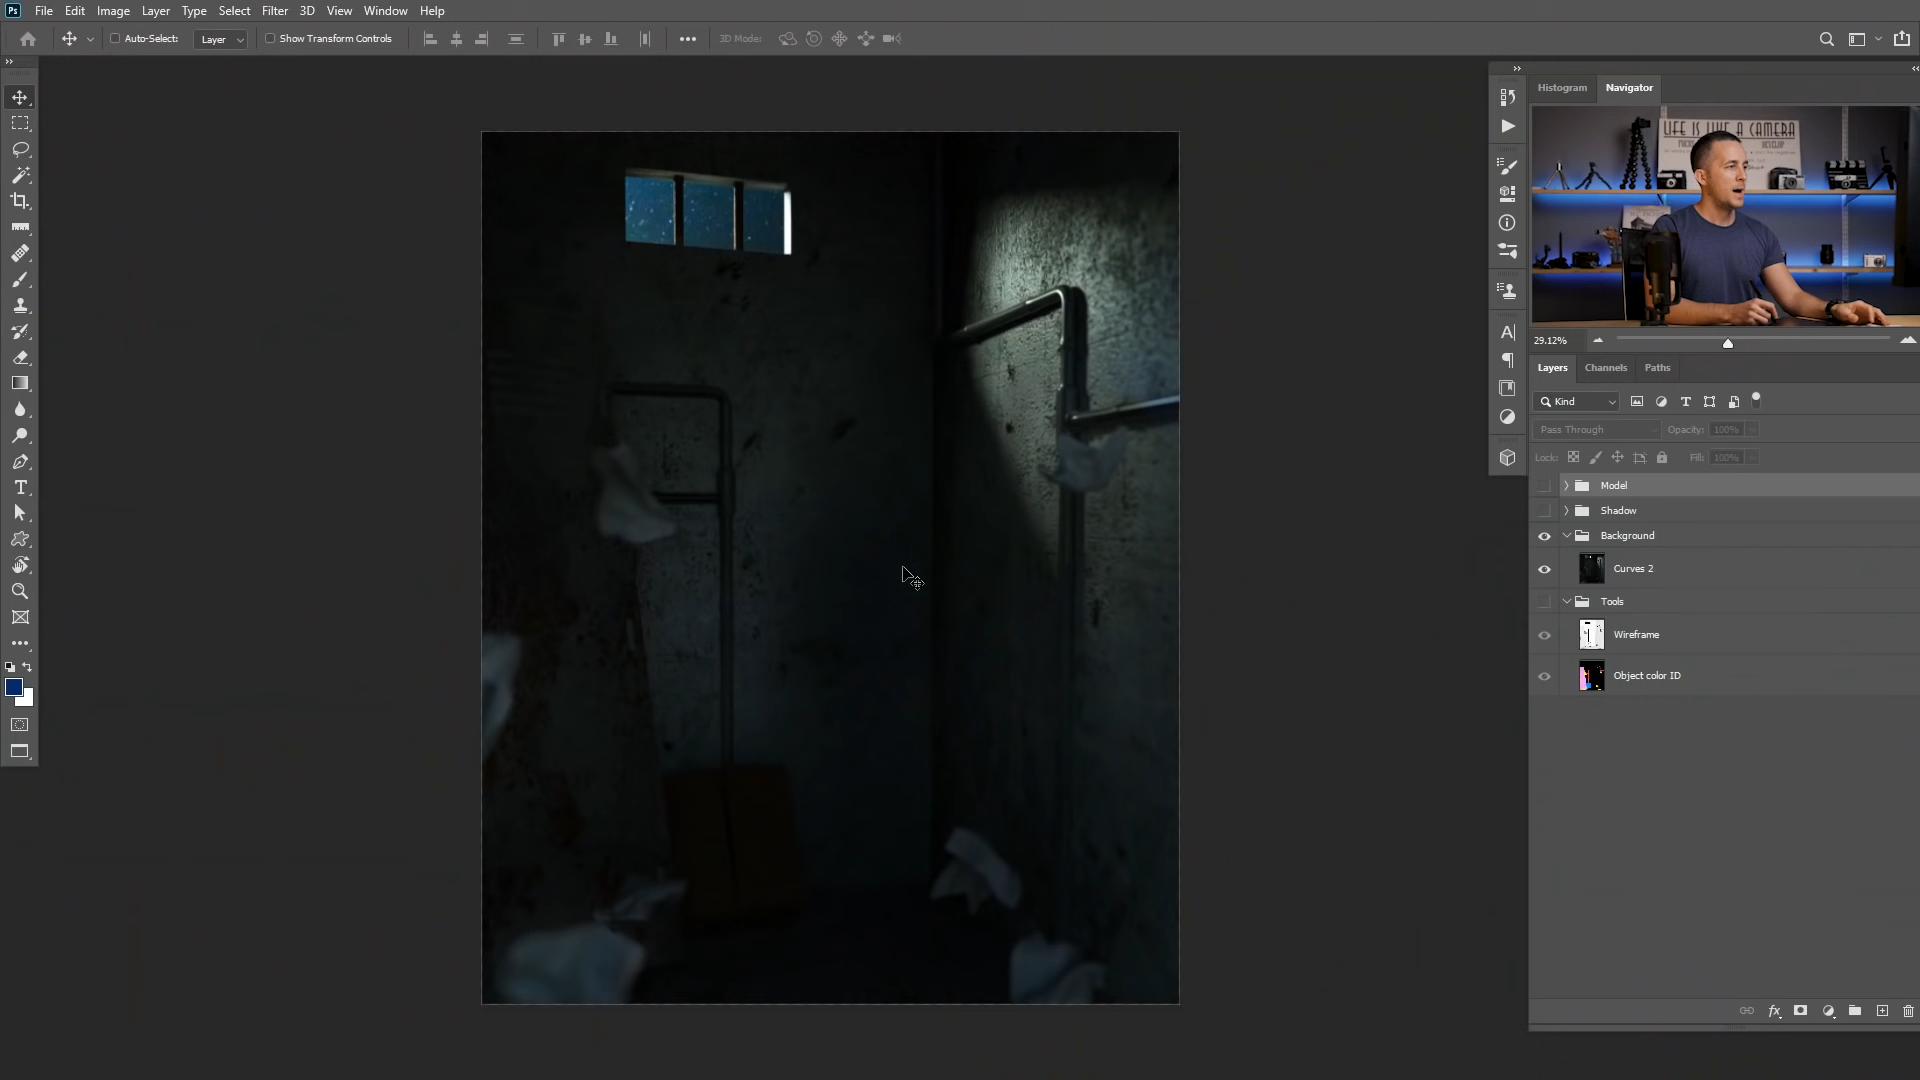 Ps File Edit Image Layer Type Select Filter 3D View Window Help
Auto-Select: Layer Show Transform Controls 3D Mode:
Histogram Navigator
LIFE IS LIKE A CAMERA
29.12%
Layers Channels Paths
Kind
Pass Through Opacity: 100%
Lock: Fill: 100%
Model
Shadow
Background
Curves 2
Tools
Wireframe
Object color ID